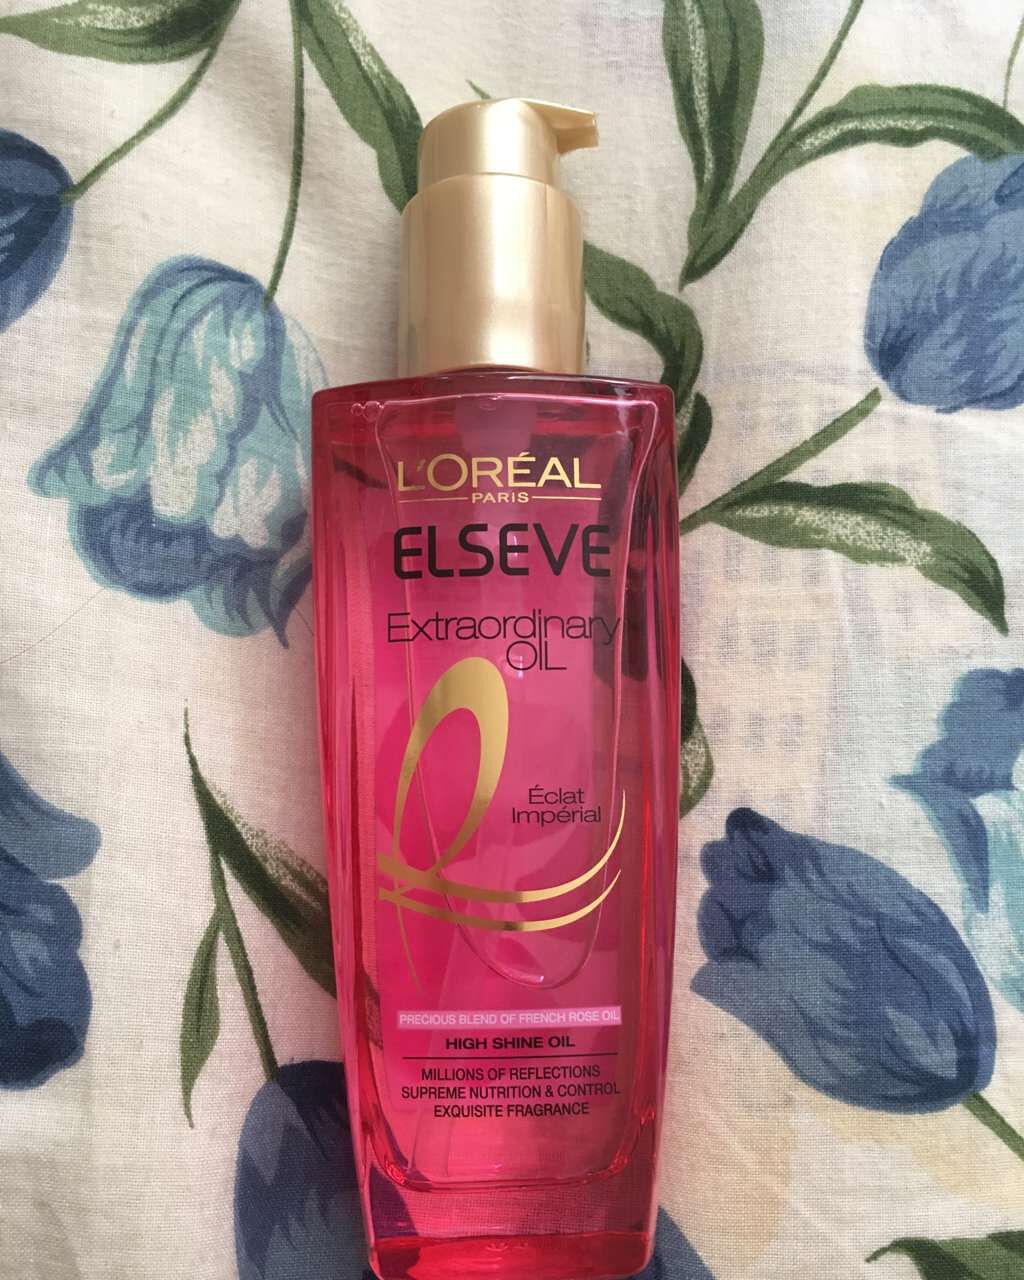 L'ORÉAL
PARIS
ELSEVE
Extraordinary
OIL
Éclat
Impérial
PRECIOUS BLEND OF FRENCH ROSE OIL
HIGH SHINE OIL
MILLIONS OF REFLECTIONS
SUPREME NUTRITION & CONTROL
EXQUISITE FRAGRANCE